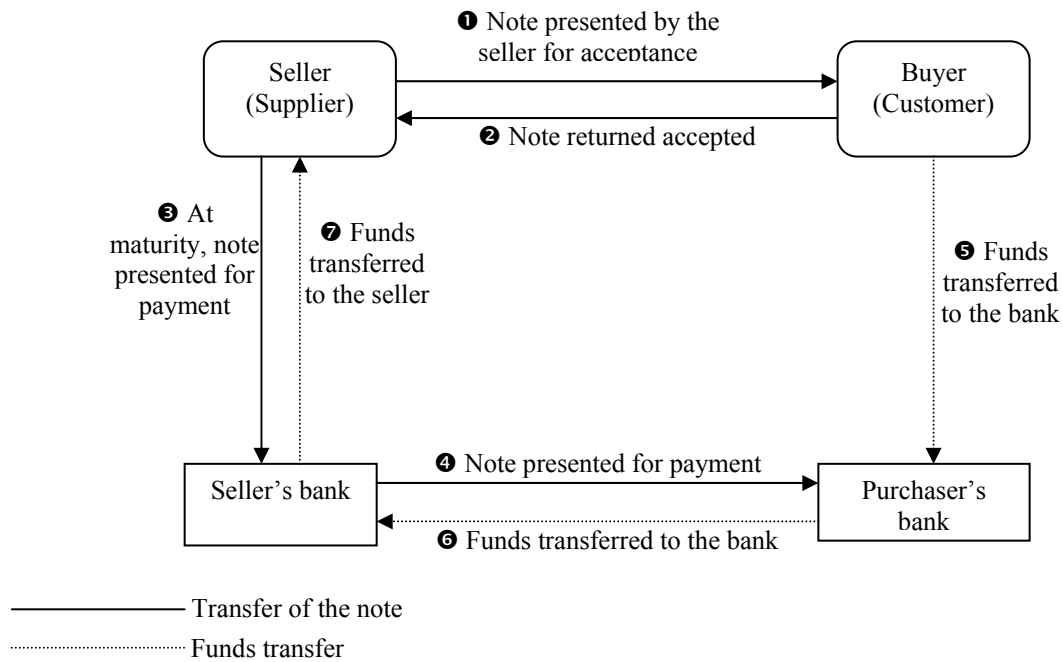 ❶ Note presented by the
seller for acceptance
Seller
(Supplier)
Buyer
(Customer)
❷ Note returned accepted
❸ At
maturity, note
presented for
payment
❼ Funds
transferred
to the seller
❺ Funds
transferred
to the bank
❹ Note presented for payment
Seller’s bank
Purchaser’s
bank
❻ Funds transferred to the bank
Transfer of the note
Funds transfer